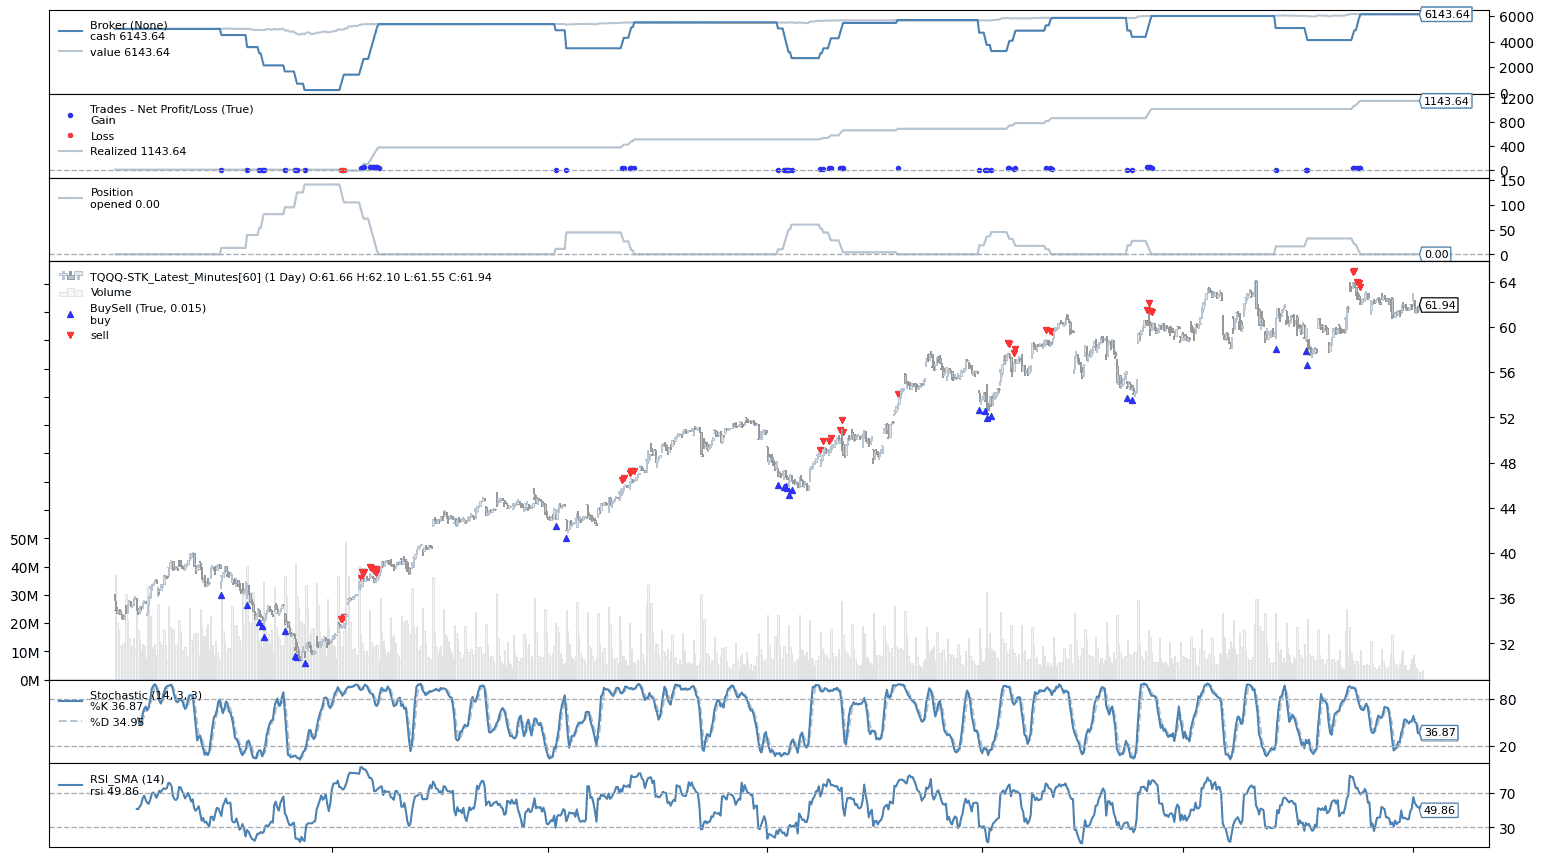 Broker (None)
cash 6143.64
value 6143.64
6143.64
6000
4000
2000
0
Trades - Net Profit/Loss (True)
Gain
Loss
Realized 1143.64
1200
1143.64
800
400
0
Position
opened 0.00
150
100
50
0
0.00
TQQQ-STK_Latest_Minutes[60] (1 Day) O:61.66 H:62.10 L:61.55 C:61.94
Volume
BuySell (True, 0.015)
buy
sell
64
61.94
60
56
52
48
44
40
36
32
50M
40M
30M
20M
10M
0M
Stochastic (14, 3, 3)
%K 36.87
%D 34.95
80
36.87
20
RSI_SMA (14)
rsi 49.86
70
49.86
30